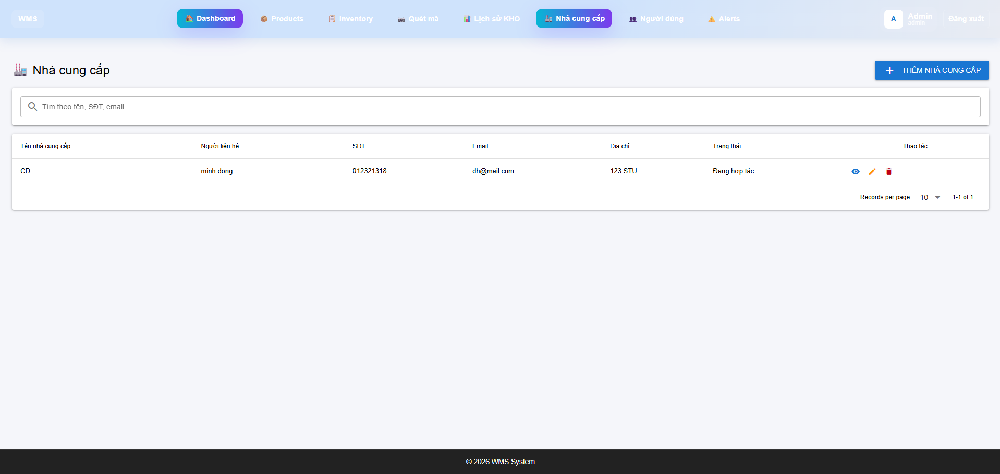 WMS
Dashboard
Products
Inventory
Quét mã
Lịch sử KHO
Nhà cung cấp
Người dùng
Alerts
A
Admin
admin
Đăng xuất
Nhà cung cấp
THÊM NHÀ CUNG CẤP
Tìm theo tên, SĐT, email...
Tên nhà cung cấp Người liên hệ SĐT Email Địa chỉ Trạng thái Thao tác
CD minh dong 012321318 dh@mail.com 123 STU Đang hợp tác
Records per page: 10 1-1 of 1
© 2026 WMS System